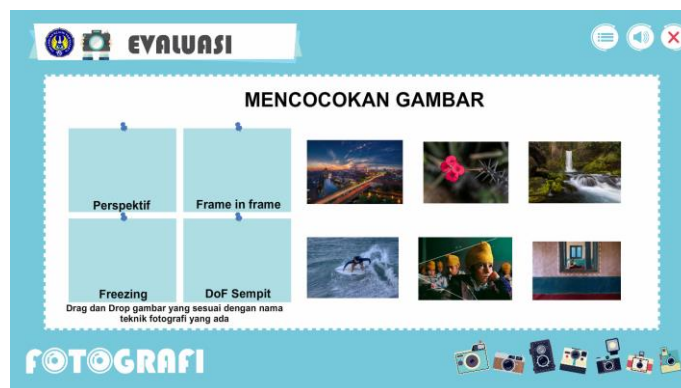 EVALUASI
MENCOCOKAN GAMBAR
Perspektif
Frame in frame
Freezing
DoF Sempit
Drag dan Drop gambar yang sesuai dengan nama
teknik fotografi yang ada
FOTOGRAFI